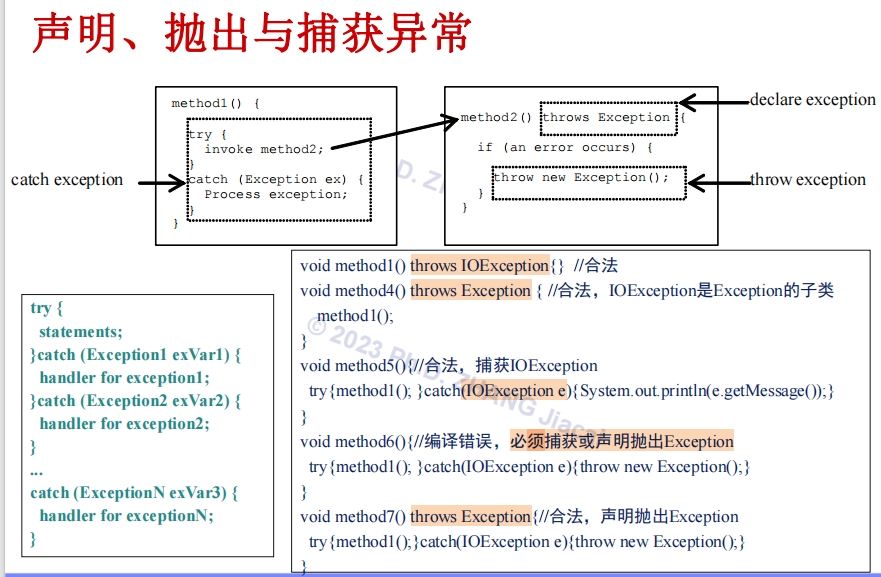 声明、抛出与捕获异常
catch exception
method1() {
try {
invoke method2;
}
catch (Exception ex) {
Process exception;
}
}
method2() throws Exception {
if (an error occurs) {
throw new Exception();
}
}
declare exception
throw exception
try {
statements;
}catch (Exception1 exVar1) {
handler for exception1;
}catch (Exception2 exVar2) {
handler for exception2;
}
...
catch (ExceptionN exVar3) {
handler for exceptionN;
}
void method1() throws IOException{} //合法
void method4() throws Exception { //合法，IOException是Exception的子类
method1();
}
void method5(){//合法，捕获IOException
try{method1(); }catch(IOException e){System.out.println(e.getMessage());}
}
void method6(){//编译错误，必须捕获或声明抛出Exception
try{method1(); }catch(IOException e){throw new Exception();}
}
void method7() throws Exception{//合法，声明抛出Exception
try{method1();}catch(IOException e){throw new Exception();}
}